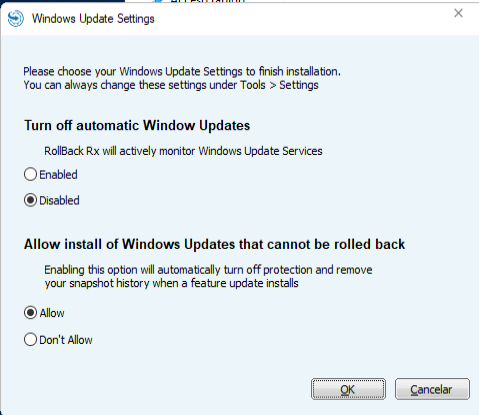 Windows Update Settings
Please choose your Windows Update Settings to finish installation.
You can always change these settings under Tools > Settings
Turn off automatic Window Updates
RollBack Rx will actively monitor Windows Update Services
Enabled
Disabled
Allow install of Windows Updates that cannot be rolled back
Enabling this option will automatically turn off protection and remove
your snapshot history when a feature update installs
Allow
Don't Allow
OK Cancelar